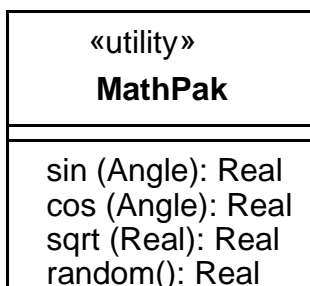 «utility»
MathPak
sin (Angle): Real
cos (Angle): Real
sqrt (Real): Real
random(): Real